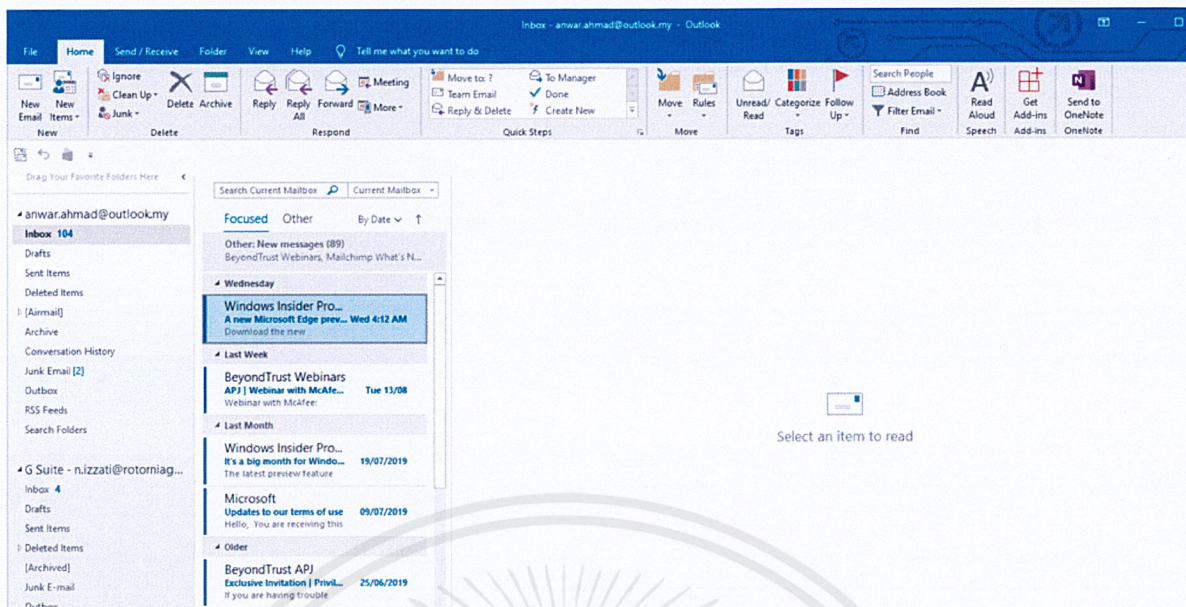 Inbox - anwar.ahmad@outlook.my - Outlook
File Home Send / Receive Folder View Help Tell me what you want to do
New Email
New Items
New
Ignore
Clean Up
Junk
Delete
Archive
Delete
Reply
Reply All
Forward
Meeting
More
Respond
Move to: ?
Team Email
Reply & Delete
To Manager
Done
Create New
Quick Steps
Move
Rules
Move
Unread/ Read
Categorize
Follow Up
Tags
Search People
Address Book
Filter Email
Find
Read Aloud
Speech
Get Add-ins
Add-ins
Send to OneNote
OneNote
Drag Your Favorite Folders Here
anwar.ahmad@outlook.my
Inbox 104
Drafts
Sent Items
Deleted Items
[Airmail]
Archive
Conversation History
Junk Email [2]
Outbox
RSS Feeds
Search Folders
G Suite - n.izzati@rotorniag...
Inbox 4
Drafts
Sent Items
Deleted Items
[Archived]
Junk E-mail
Outbox
Search Current Mailbox Current Mailbox
Focused Other By Date
Other: New messages (89)
BeyondTrust Webinars, Mailchimp What's N...
Wednesday
Windows Insider Pro...
A new Microsoft Edge prev... Wed 4:12 AM
Download the new
Last Week
BeyondTrust Webinars
APJ | Webinar with McAfe... Tue 13/08
Webinar with McAfee:
Last Month
Windows Insider Pro...
It's a big month for Windo... 19/07/2019
The latest preview feature
Microsoft
Updates to our terms of use 09/07/2019
Hello, You are receiving this
Older
BeyondTrust APJ
Exclusive Invitation | Privil... 25/06/2019
If you are having trouble
Select an item to read